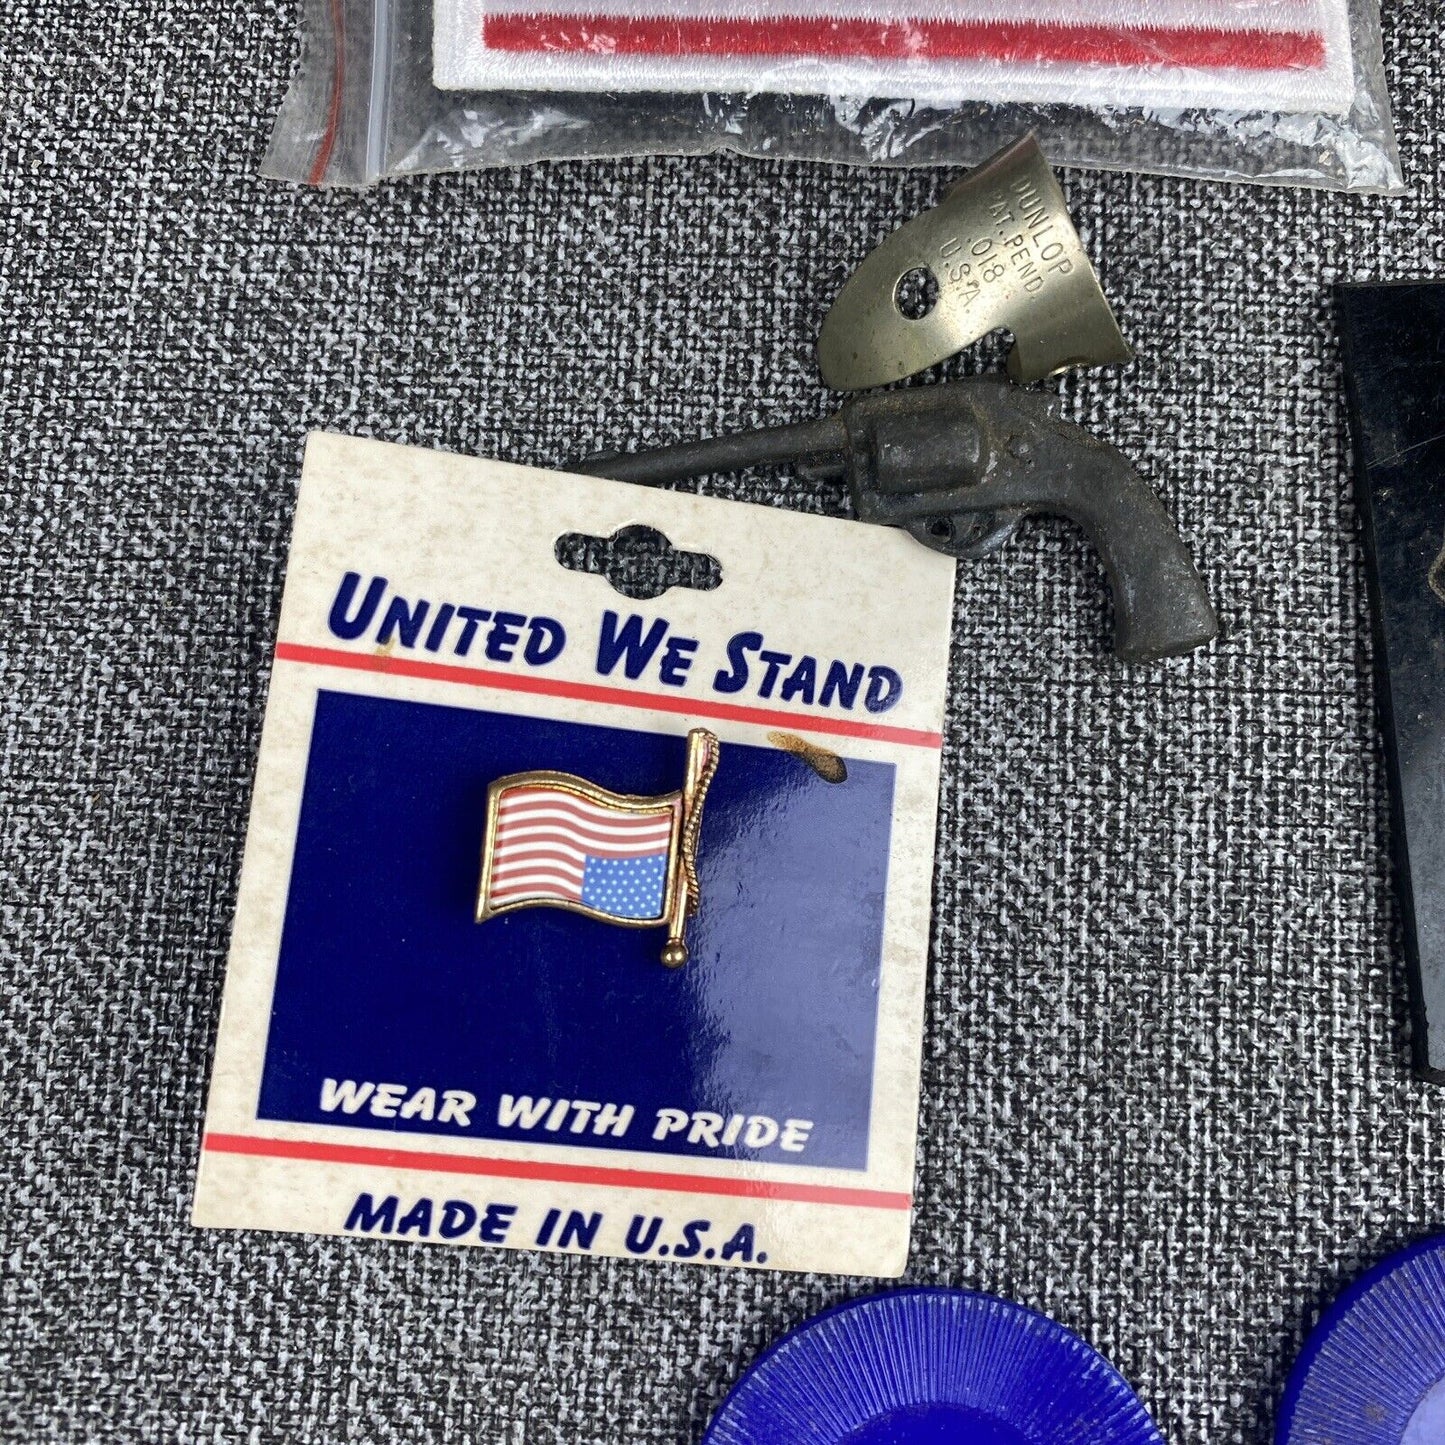 DUNLOP
PAT. PEND.
.018
U.S.A.
UNITED WE STAND
WEAR WITH PRIDE
MADE IN U.S.A.